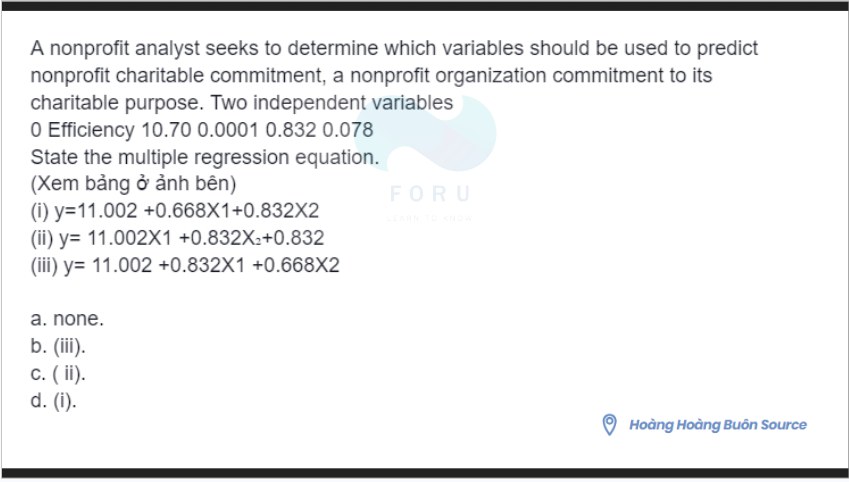 A nonprofit analyst seeks to determine which variables should be used to predict
nonprofit charitable commitment, a nonprofit organization commitment to its
charitable purpose. Two independent variables
0 Efficiency 10.70 0.0001 0.832 0.078
State the multiple regression equation.
(Xem bảng ở ảnh bên)
FORU
(i) y=11.002 +0.668X1+0.832X2
(ii) y= 11.002X1 +0.832X₂+0.832
(iii) y= 11.002 +0.832X1 +0.668X2
a. none.
b. (iii).
c. ( ii).
d. (i).
Hoàng Hoàng Buôn Source